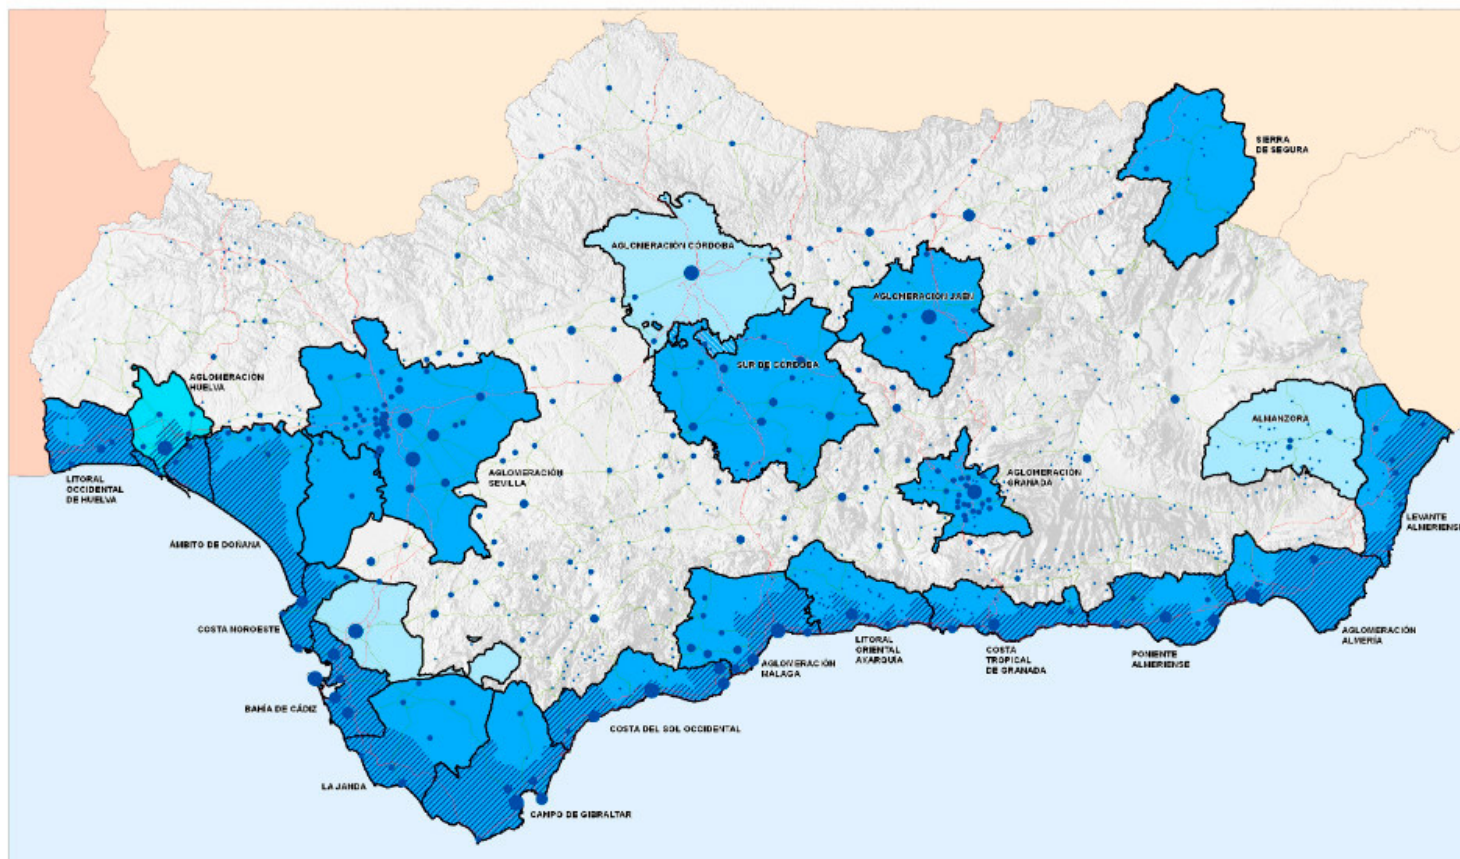 SIERRA
DE SEGURA
AGLOMERACIÓN CÓRDOBA
AGLOMERACIÓN JAÉN
SUR DE CÓRDOBA
AGLOMERACIÓN
HUELVA
ALMANZORA
LITORAL
OCCIDENTAL
DE HUELVA
AGLOMERACIÓN
SEVILLA
AGLOMERACIÓN
GRANADA
LEVANTE
ALMERIENSE
ÁMBITO DE DOÑANA
COSTA NOROESTE
AGLOMERACIÓN
ALMERÍA
LITORAL
ORIENTAL
AXARQUÍA
COSTA
TROPICAL
DE GRANADA
PONIENTE
ALMERIENSE
AGLOMERACIÓN
MÁLAGA
BAHÍA DE CÁDIZ
COSTA DEL SOL OCCIDENTAL
LA JANDA
CAMPO DE GIBRALTAR